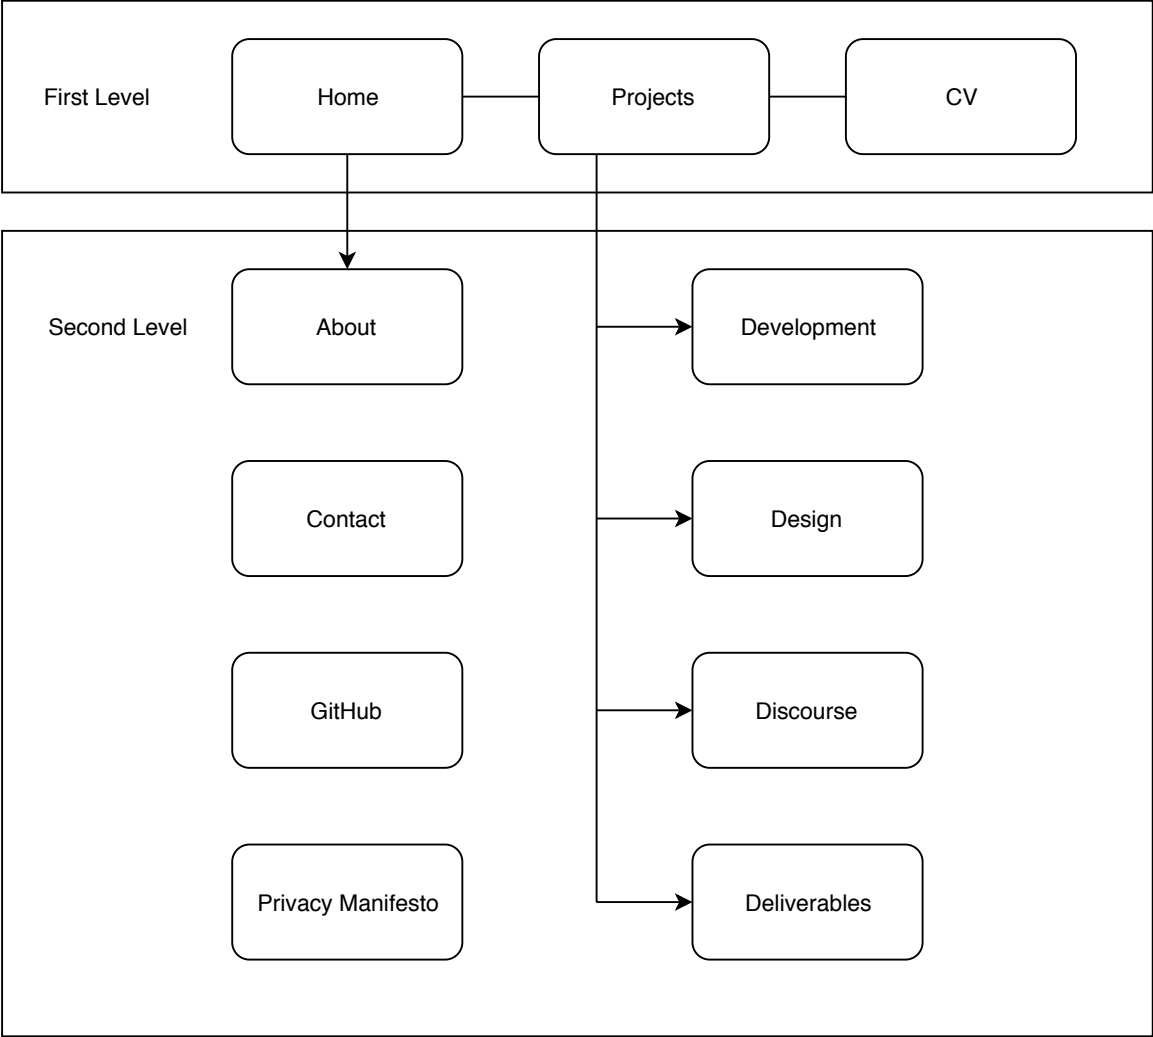 First Level
Home
Projects
CV
Second Level
About
Development
Contact
Design
GitHub
Discourse
Privacy Manifesto
Deliverables